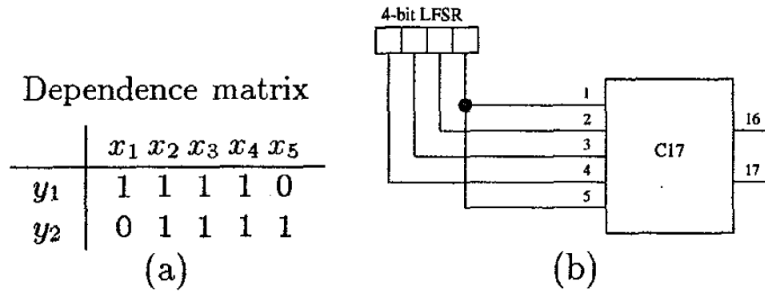 Dependence matrix
x₁ x₂ x₃ x₄ x₅
y₁ 1 1 1 1 0
y₂ 0 1 1 1 1
(a)
4-bit LFSR
1
2
3
4
5
C17
16
17
(b)